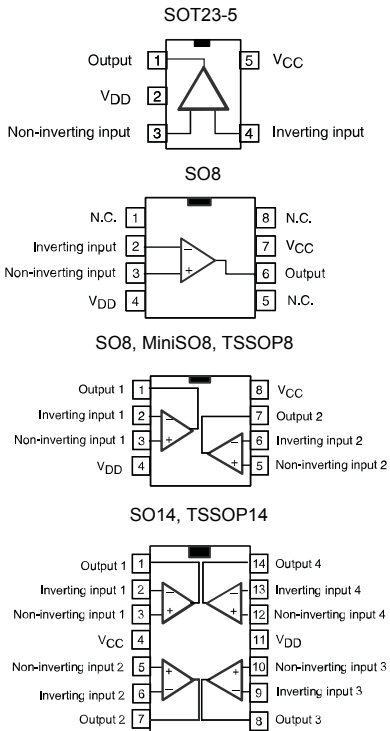 SOT23-5
Output 1 5 VCC
VDD 2
Non-inverting input 3 4 Inverting input
SO8
N.C. 1 8 N.C.
Inverting input 2 − 7 VCC
Non-inverting input 3 + 6 Output
VDD 4 5 N.C.
SO8, MiniSO8, TSSOP8
Output 1 1 8 VCC
Inverting input 1 2 − 7 Output 2
Non-inverting input 1 3 + − 6 Inverting input 2
VDD 4 + 5 Non-inverting input 2
SO14, TSSOP14
Output 1 1 14 Output 4
Inverting input 1 2 − − 13 Inverting input 4
Non-inverting input 1 3 + + 12 Non-inverting input 4
VCC 4 11 VDD
Non-inverting input 2 5 + + 10 Non-inverting input 3
Inverting input 2 6 − − 9 Inverting input 3
Output 2 7 8 Output 3